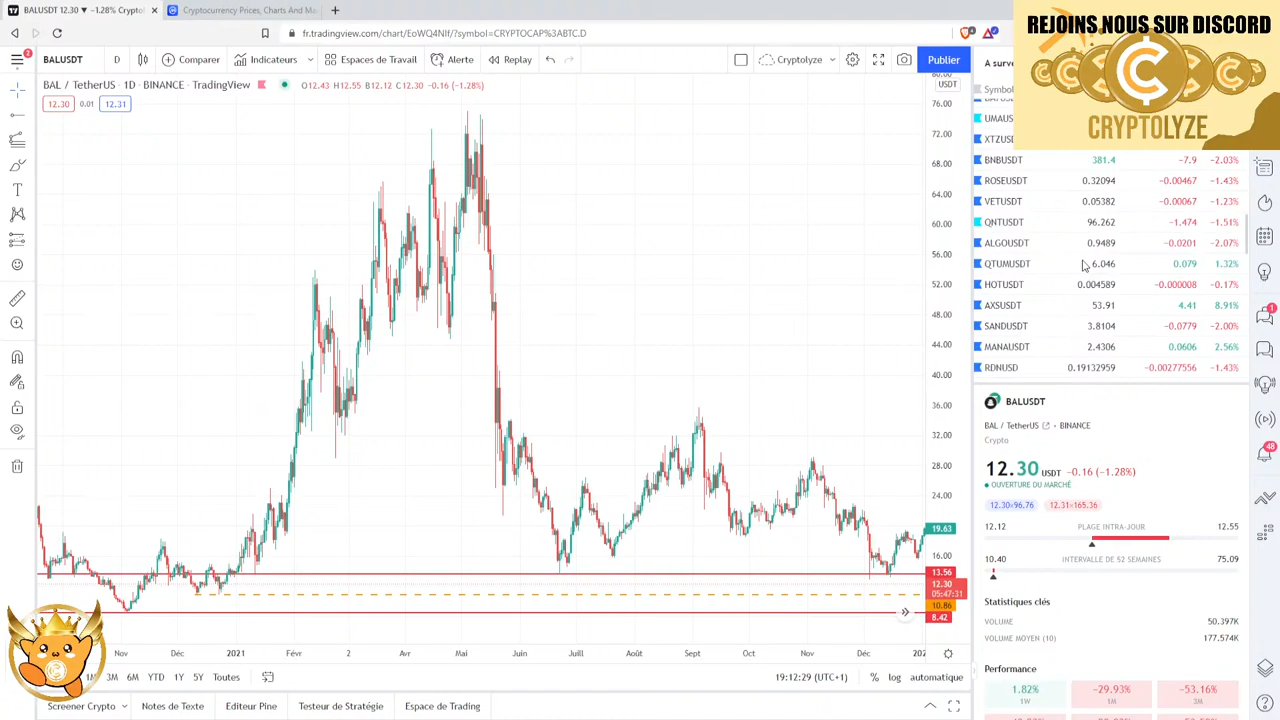 BALUSDT 12.30 ▼ −1.28% Crypto
Cryptocurrency Prices, Charts And Ma
fr.tradingview.com/chart/EoWQ4Nlf/?symbol=CRYPTOCAP%3ABTC.D
REJOINS NOUS SUR DISCORD
CRYPTOLYZE
2
BALUSDT
D
Comparer
Indicateurs
Espaces de Travail
Alerte
Replay
Cryptolyze
Publier
BAL / TetherUS · 1D · BINANCE · TradingView
O12.43 H12.55 B12.12 C12.30 −0.16 (−1.28%)
12.30
0.01
12.31
USDT
76.00
72.00
68.00
64.00
60.00
56.00
52.00
48.00
44.00
40.00
36.00
32.00
28.00
24.00
19.63
16.00
13.56
12.30
05:47:31
10.86
8.42
Nov
Déc
2021
Févr
2
Avr
Mai
Juin
Juill
Août
Sept
Oct
Nov
Déc
202
3M
6M
YTD
1Y
5Y
Toutes
19:12:29 (UTC+1)
%
log
automatique
Screener Crypto
Notes de Texte
Editeur Pine
Testeur de Stratégie
Espace de Trading
A surve
Symbo
UMAUS
XTZUS
BNBUSDT 381.4 −7.9 −2.03%
ROSEUSDT 0.32094 −0.00467 −1.43%
VETUSDT 0.05382 −0.00067 −1.23%
QNTUSDT 96.262 −1.474 −1.51%
ALGOUSDT 0.9489 −0.0201 −2.07%
QTUMUSDT 6.046 0.079 1.32%
HOTUSDT 0.004589 −0.000008 −0.17%
AXSUSDT 53.91 4.41 8.91%
SANDUSDT 3.8104 −0.0779 −2.00%
MANAUSDT 2.4306 0.0606 2.56%
RDNUSD 0.19132959 −0.00277556 −1.43%
BALUSDT
BAL / TetherUS • BINANCE
Crypto
12.30 USDT −0.16 (−1.28%)
OUVERTURE DU MARCHÉ
12.30×96.76
12.31×165.36
12.12 PLAGE INTRA-JOUR 12.55
10.40 INTERVALLE DE 52 SEMAINES 75.09
Statistiques clés
VOLUME 50.397K
VOLUME MOYEN (10) 177.574K
Performance
1.82%
1W
−29.93%
1M
−53.16%
3M
1
48